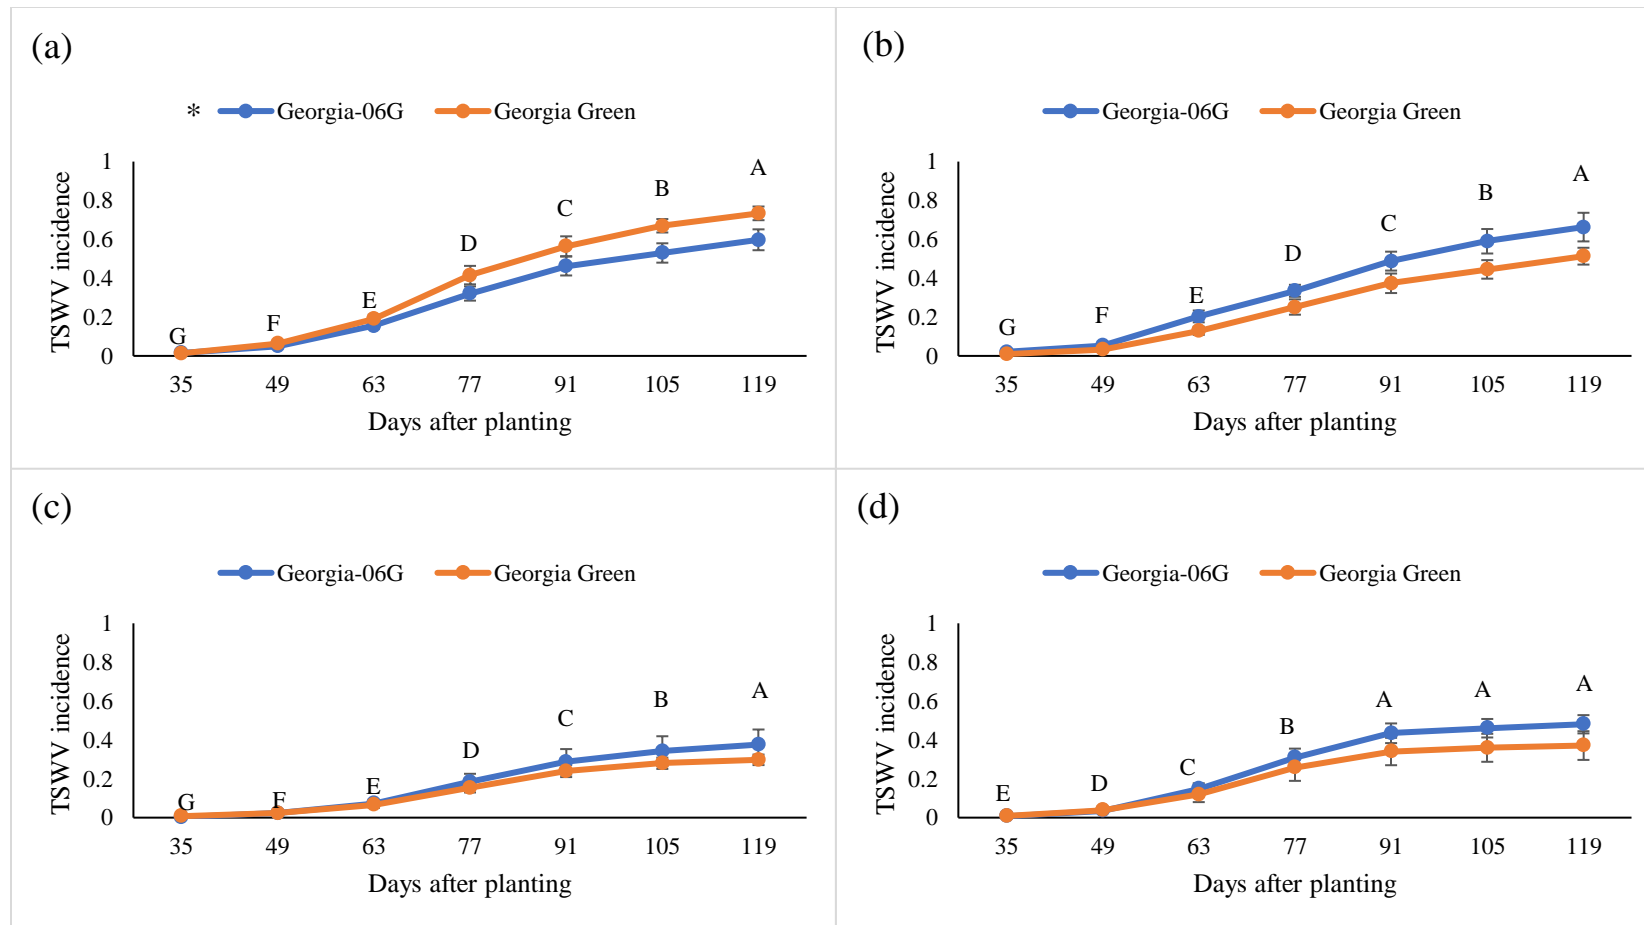 (a)
* Georgia-06G Georgia Green
TSWV incidence
1
0.8
0.6
0.4
0.2
0
G F E D C B A
35 49 63 77 91 105 119
Days after planting
(b)
Georgia-06G Georgia Green
TSWV incidence
1
0.8
0.6
0.4
0.2
0
G F E D C B A
35 49 63 77 91 105 119
Days after planting
(c)
Georgia-06G Georgia Green
TSWV incidence
1
0.8
0.6
0.4
0.2
0
G F E D C B A
35 49 63 77 91 105 119
Days after planting
(d)
Georgia-06G Georgia Green
TSWV incidence
1
0.8
0.6
0.4
0.2
0
E D C B A A A
35 49 63 77 91 105 119
Days after planting